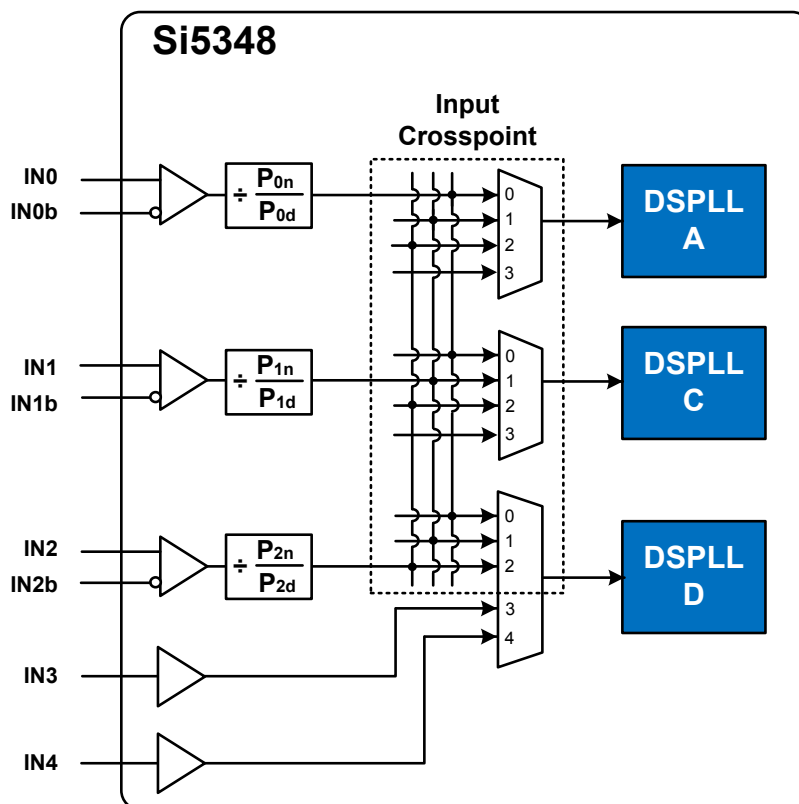 Si5348
Input
Crosspoint
IN0
IN0b
÷ P0n
P0d
0
1
2
3
DSPLL
A
IN1
IN1b
÷ P1n
P1d
0
1
2
3
DSPLL
C
IN2
IN2b
÷ P2n
P2d
0
1
2
3
4
DSPLL
D
IN3
IN4